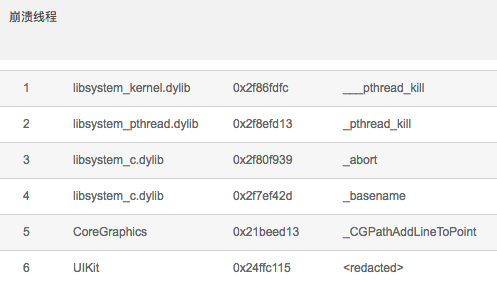 崩溃线程
1 libsystem_kernel.dylib 0x2f86fdfc ___pthread_kill
2 libsystem_pthread.dylib 0x2f8efd13 _pthread_kill
3 libsystem_c.dylib 0x2f80f939 _abort
4 libsystem_c.dylib 0x2f7ef42d _basename
5 CoreGraphics 0x21beed13 _CGPathAddLineToPoint
6 UIKit 0x24ffc115 <redacted>